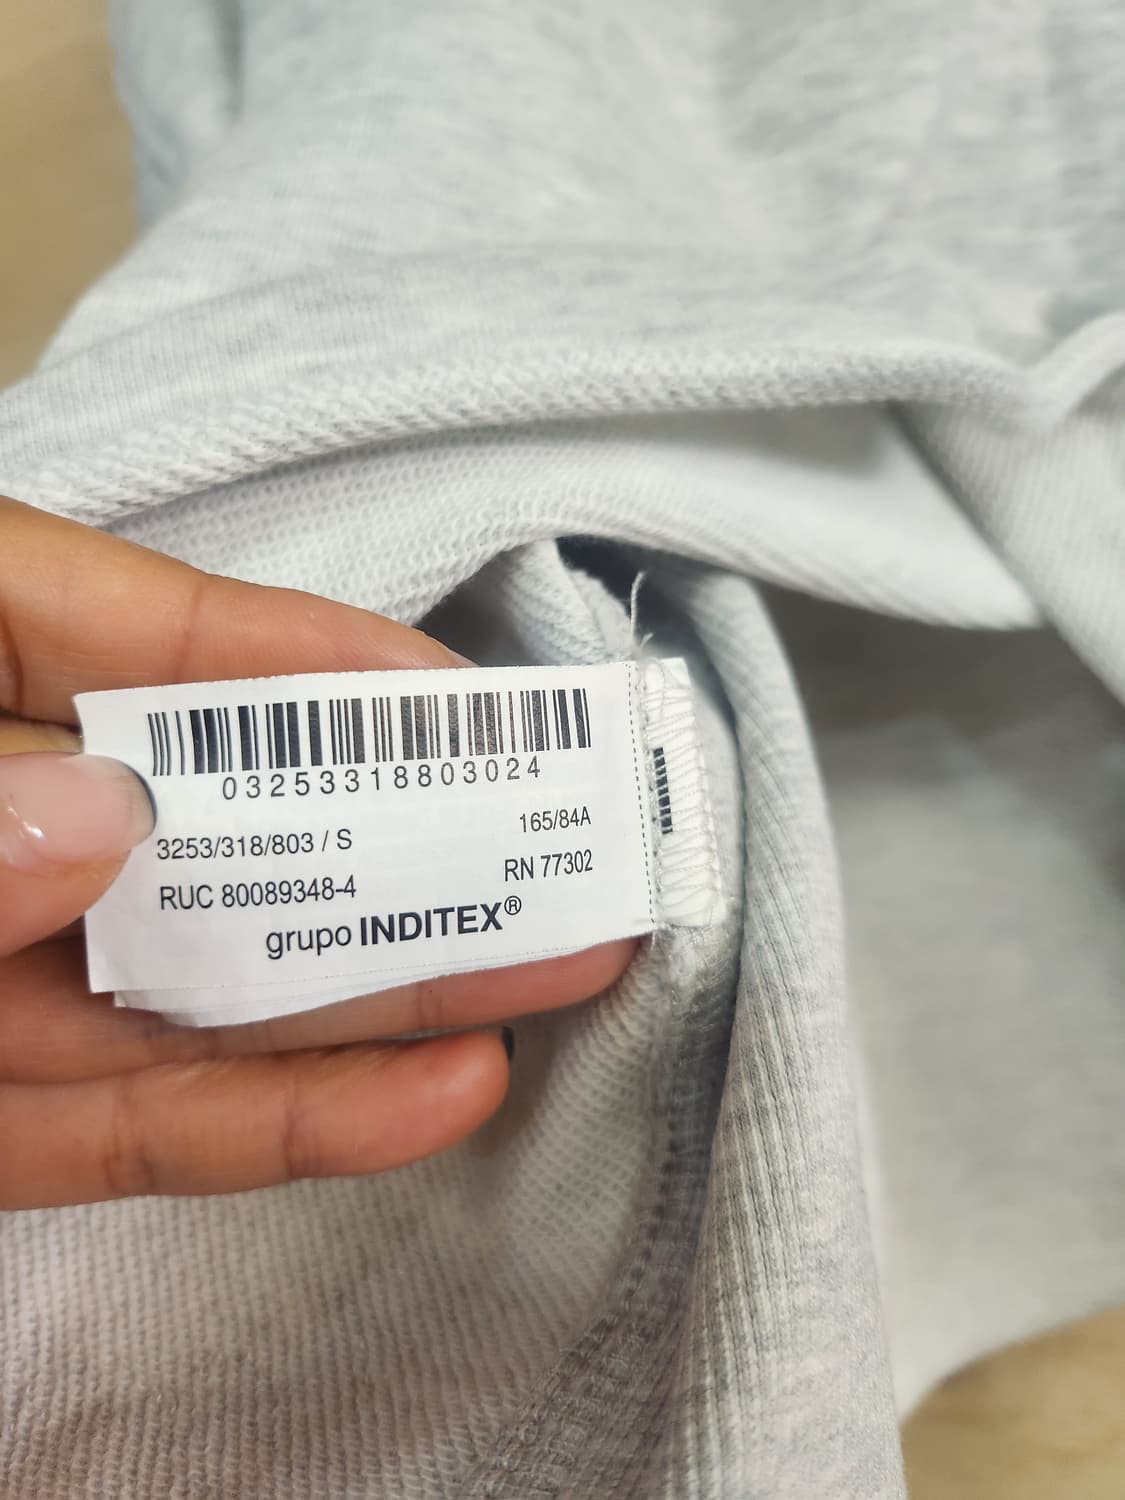 03253318803024
3253/318/803 / S
165/84A
RUC 80089348-4
RN 77302
grupo INDITEX®